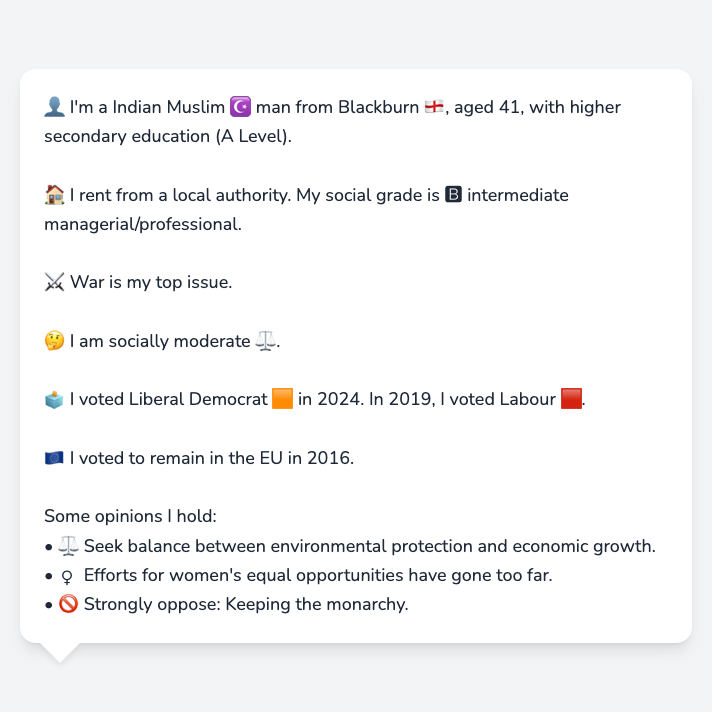 👤 I'm a Indian Muslim ☪️ man from Blackburn 🏴󠁧󠁢󠁥󠁮󠁧󠁿, aged 41, with higher
secondary education (A Level).
🏠 I rent from a local authority. My social grade is 🅱 intermediate
managerial/professional.
⚔️ War is my top issue.
🤔 I am socially moderate ⚖️.
🗳️ I voted Liberal Democrat 🟧 in 2024. In 2019, I voted Labour 🟥.
🇪🇺 I voted to remain in the EU in 2016.
Some opinions I hold:
• ⚖️ Seek balance between environmental protection and economic growth.
• ♀ Efforts for women's equal opportunities have gone too far.
• 🚫 Strongly oppose: Keeping the monarchy.